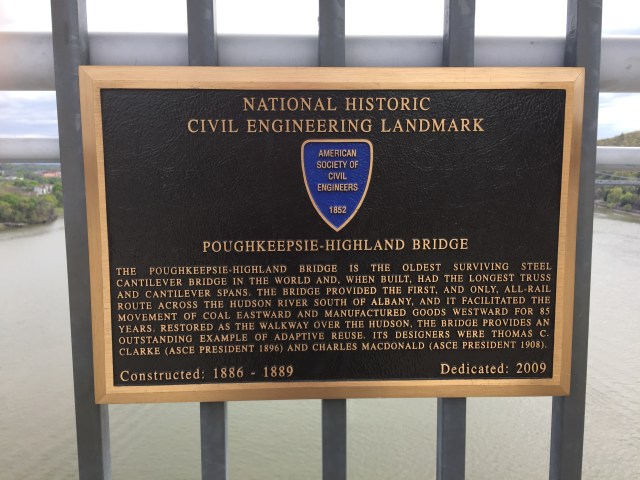 NATIONAL HISTORIC
CIVIL ENGINEERING LANDMARK
AMERICAN
SOCIETY OF
CIVIL
ENGINEERS
1852
POUGHKEEPSIE-HIGHLAND BRIDGE
THE POUGHKEEPSIE-HIGHLAND BRIDGE IS THE OLDEST SURVIVING STEEL
CANTILEVER BRIDGE IN THE WORLD AND, WHEN BUILT, HAD THE LONGEST TRUSS
AND CANTILEVER SPANS. THE BRIDGE PROVIDED THE FIRST, AND ONLY, ALL-RAIL
ROUTE ACROSS THE HUDSON RIVER SOUTH OF ALBANY, AND IT FACILITATED THE
MOVEMENT OF COAL EASTWARD AND MANUFACTURED GOODS WESTWARD FOR 85
YEARS. RESTORED AS THE WALKWAY OVER THE HUDSON, THE BRIDGE PROVIDES AN
OUTSTANDING EXAMPLE OF ADAPTIVE REUSE. ITS DESIGNERS WERE THOMAS C.
CLARKE (ASCE PRESIDENT 1896) AND CHARLES MACDONALD (ASCE PRESIDENT 1908).
Constructed: 1886 - 1889 Dedicated: 2009